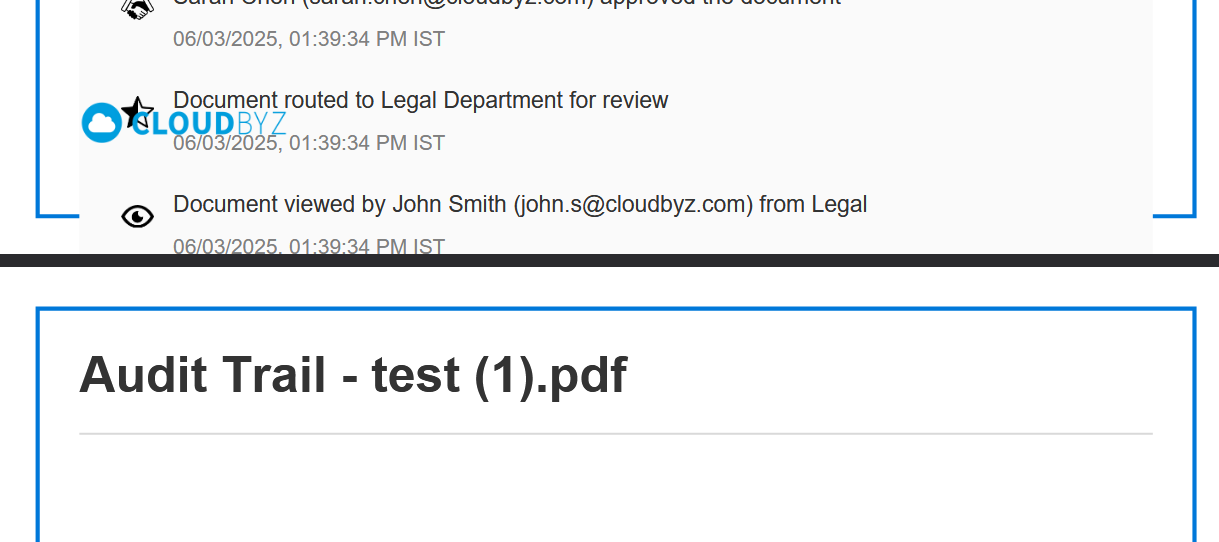 Sarah Chen (sarah.chen@cloudbyz.com) approved the document
06/03/2025, 01:39:34 PM IST
Document routed to Legal Department for review
CLOUDBYZ
06/03/2025, 01:39:34 PM IST
Document viewed by John Smith (john.s@cloudbyz.com) from Legal
06/03/2025, 01:39:34 PM IST
Audit Trail - test (1).pdf